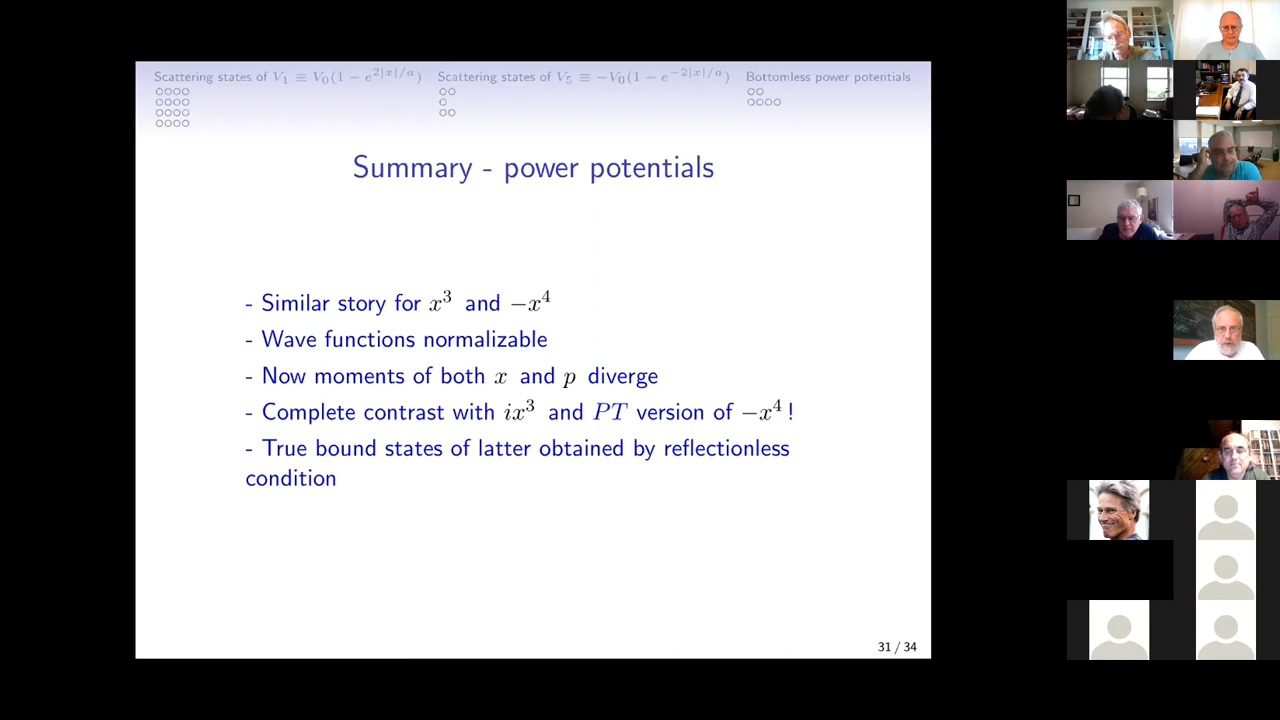 Scattering states of V₁ ≡ V₀(1 − e^{2|x|/a}) Scattering states of V₅ ≡ −V₀(1 − e^{−2|x|/a}) Bottomless power potentials
Summary - power potentials
- Similar story for x³ and −x⁴
- Wave functions normalizable
- Now moments of both x and p diverge
- Complete contrast with ix³ and PT version of −x⁴!
- True bound states of latter obtained by reflectionless
condition
31 / 34